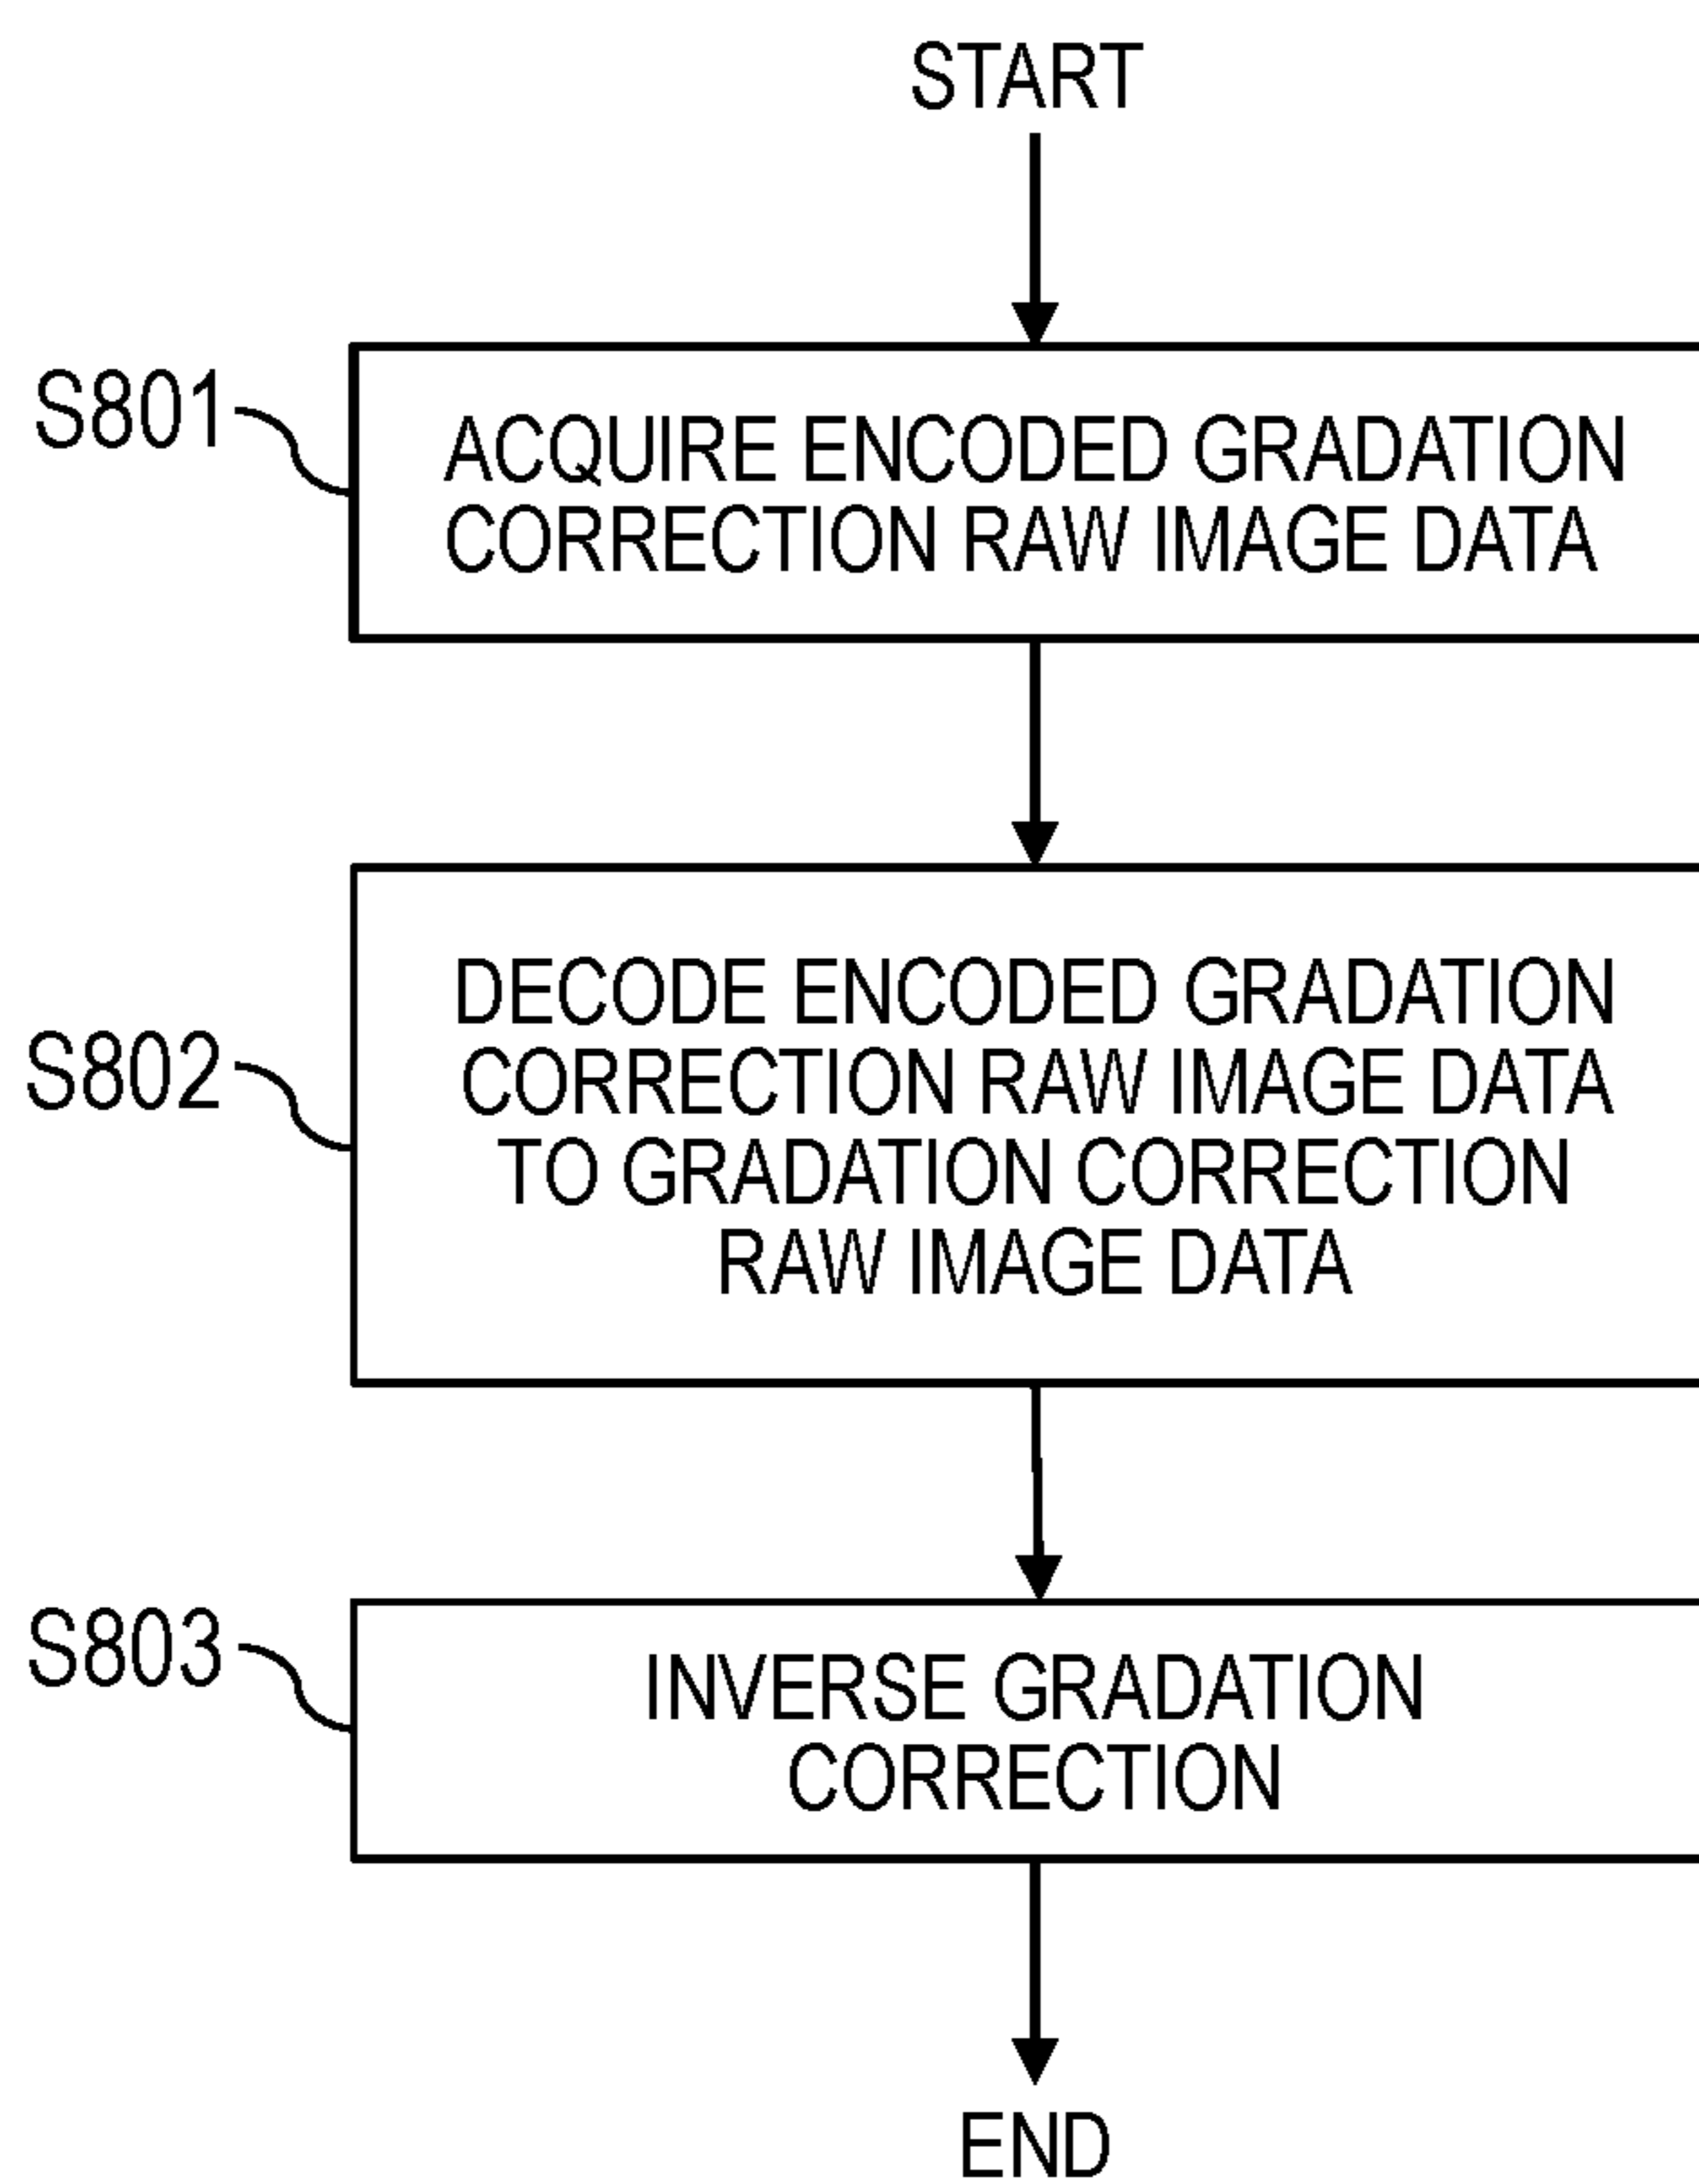 START
S801
ACQUIRE ENCODED GRADATION
CORRECTION RAW IMAGE DATA
S802
DECODE ENCODED GRADATION
CORRECTION RAW IMAGE DATA
TO GRADATION CORRECTION
RAW IMAGE DATA
S803
INVERSE GRADATION
CORRECTION
END